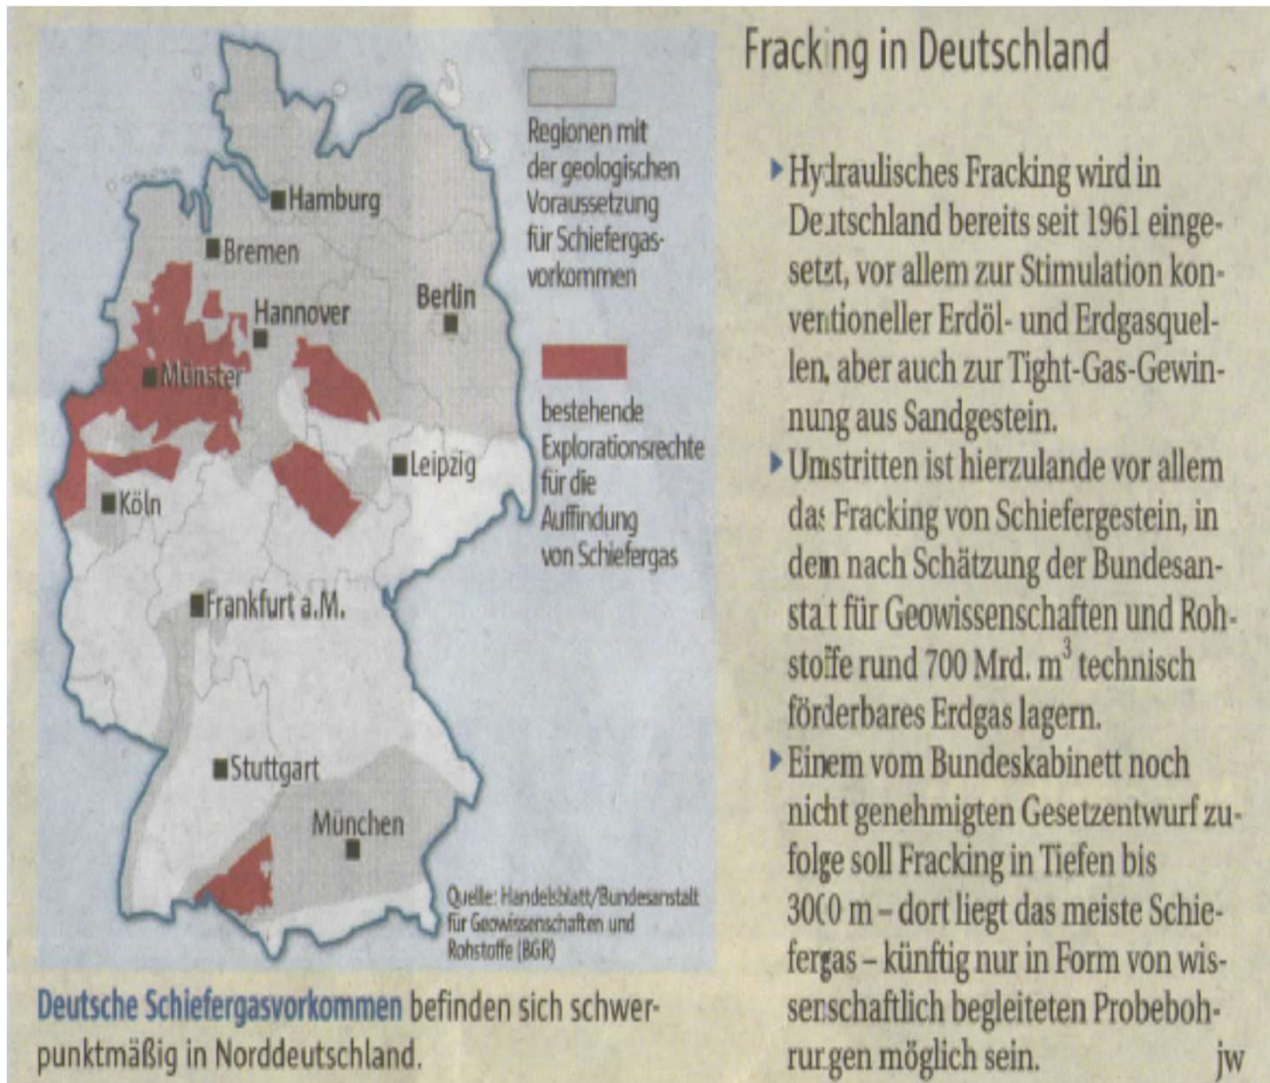 Fracking in Deutschland
Regionen mit
der geologischen
Voraussetzung
für Schiefergas-
vorkommen
bestehende
Explorationsrechte
für die
Auffindung
von Schiefergas
Hamburg
Bremen
Berlin
Hannover
Münster
Leipzig
Köln
Frankfurt a.M.
Stuttgart
München
Quelle: Handelsblatt/Bundesanstalt
für Geowissenschaften und
Rohstoffe (BGR)
Deutsche Schiefergasvorkommen befinden sich schwer-
punktmäßig in Norddeutschland.
Hydraulisches Fracking wird in
Deutschland bereits seit 1961 einge-
setzt, vor allem zur Stimulation kon-
ventioneller Erdöl- und Erdgasquel-
len, aber auch zur Tight-Gas-Gewin-
nung aus Sandgestein.
Umstritten ist hierzulande vor allem
das Fracking von Schiefergestein, in
dem nach Schätzung der Bundesan-
stalt für Geowissenschaften und Roh-
stoffe rund 700 Mrd. m³ technisch
förderbares Erdgas lagern.
Einem vom Bundeskabinett noch
nicht genehmigten Gesetzentwurf zu-
folge soll Fracking in Tiefen bis
3000 m – dort liegt das meiste Schie-
fergas – künftig nur in Form von wis-
senschaftlich begleiteten Probeboh-
rungen möglich sein. jw